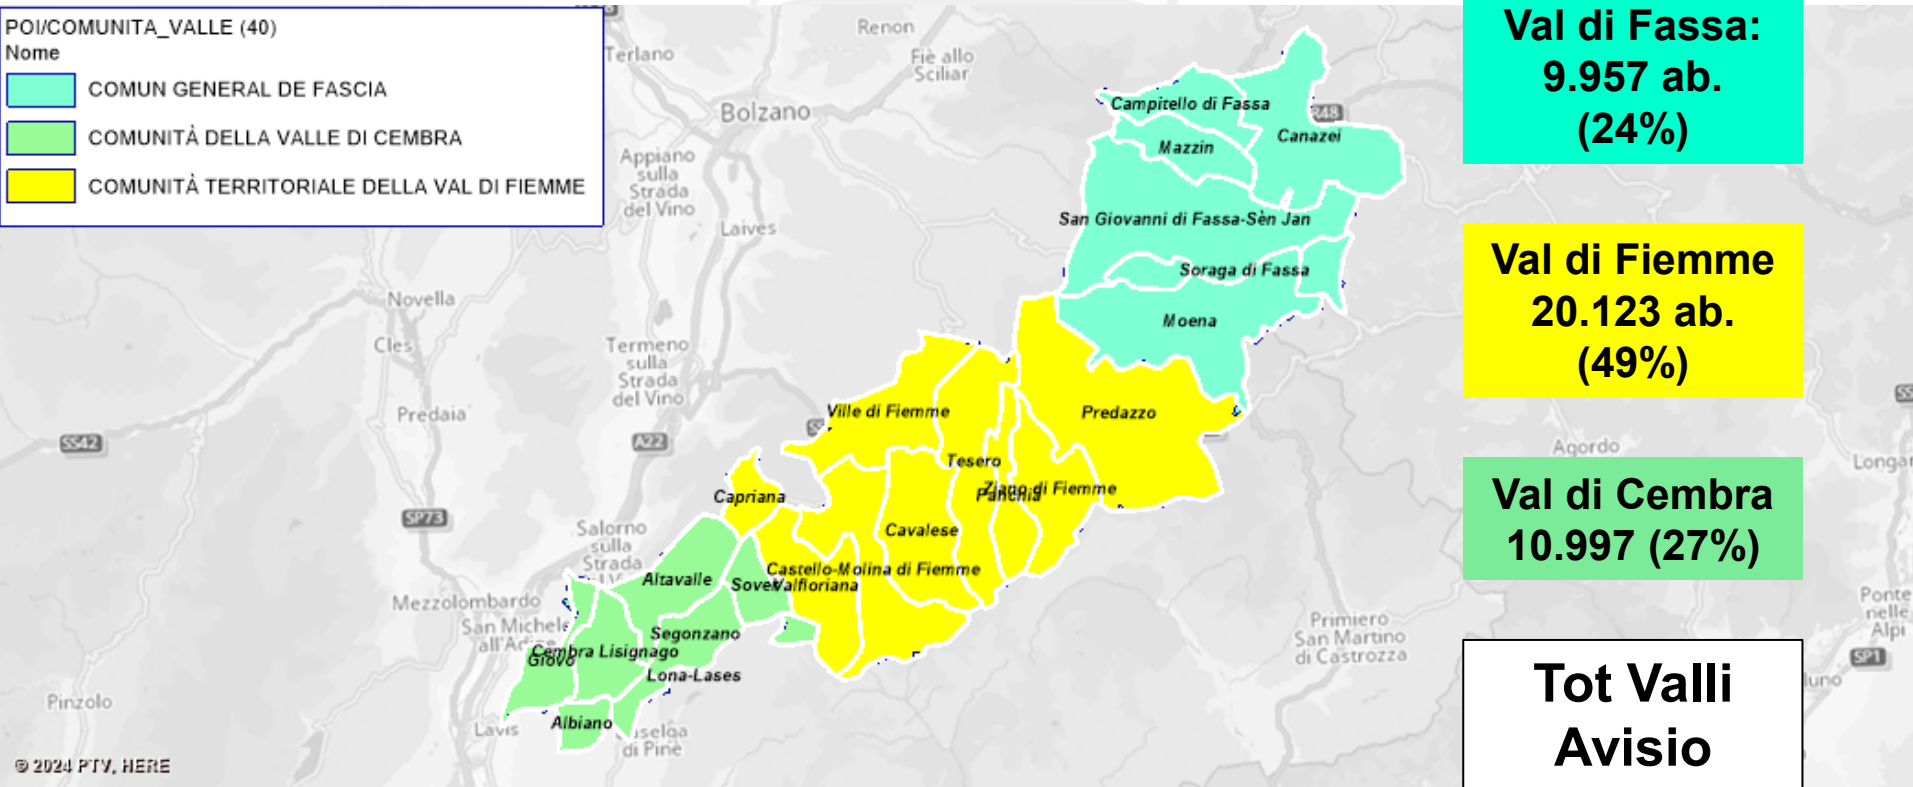 POI/COMUNITA_VALLE (40)
Nome
COMUN GENERAL DE FASCIA
COMUNITÀ DELLA VALLE DI CEMBRA
COMUNITÀ TERRITORIALE DELLA VAL DI FIEMME
Val di Fassa:
9.957 ab.
(24%)
Val di Fiemme
20.123 ab.
(49%)
Val di Cembra
10.997 (27%)
Tot Valli
Avisio
Renon
Terlano
Fiè allo
Sciliar
Bolzano
Campitello di Fassa
R48
Canazei
Mazzin
Appiano
sulla
Strada
del Vino
San Giovanni di Fassa-Sèn Jan
Laives
Soraga di Fassa
Novella
Moena
Cles
Termeno
sulla
Strada
del Vino
Predaia
Ville di Fiemme
Predazzo
SS42
A22
Agordo
Tesero
Ziano di Fiemme
Panchià
Capriana
SP73
Salorno
sulla
Strada
Cavalese
Castello-Molina di Fiemme
Valfloriana
Altavalle
Sover
Mezzolombardo
San Michele
all'Adige
Segonzano
Cembra Lisignago
Giovo
Lona-Lases
Primiero
San Martino
di Castrozza
Ponte
nelle
Alpi
SP1
Pinzolo
Lavis
Albiano
di Pinè
© 2024 PTV, HERE